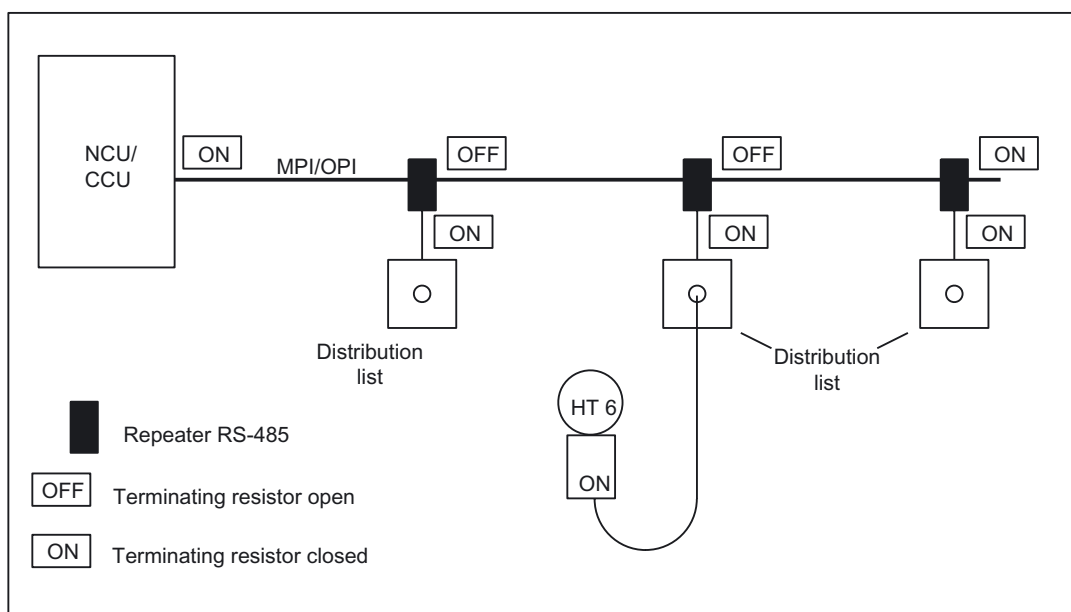 NCU/
CCU
ON
MPI/OPI
OFF
OFF
ON
ON
ON
ON
Distribution
list
Distribution
list
HT 6
ON
Repeater RS-485
OFF
Terminating resistor open
ON
Terminating resistor closed